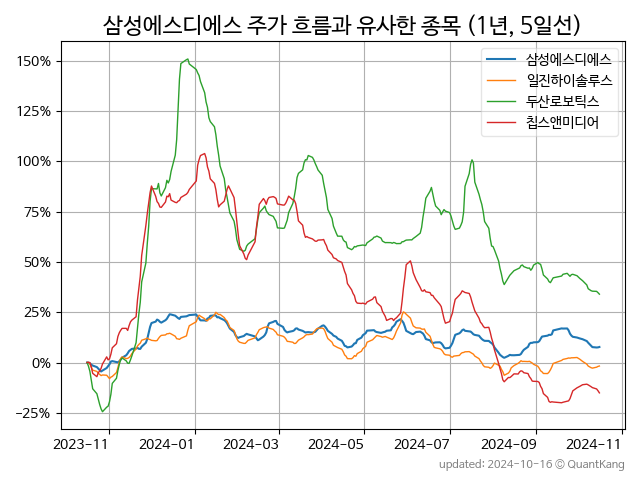 삼성에스디에스 주가 흐름과 유사한 종목 (1년, 5일선)
150%
125%
100%
75%
50%
25%
0%
−25%
삼성에스디에스
일진하이솔루스
두산로보틱스
칩스앤미디어
2023-11
2024-01
2024-03
2024-05
2024-07
2024-09
2024-11
updated: 2024-10-16 © QuantKang